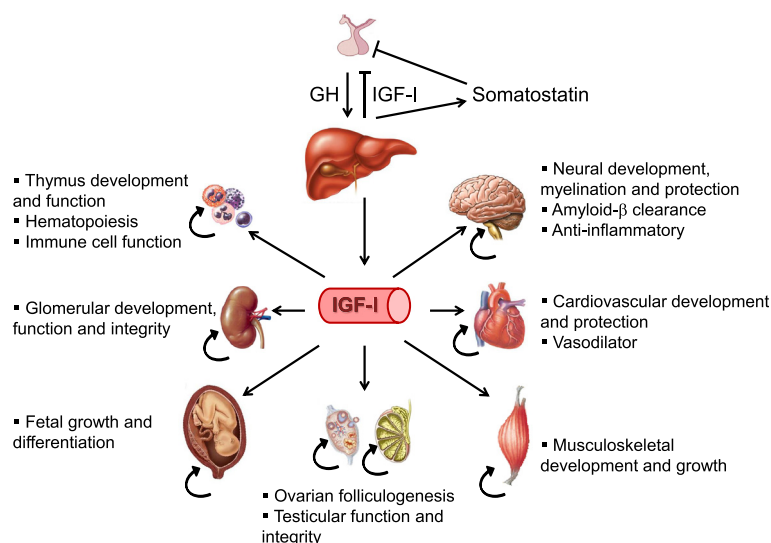 GH
IGF-I
Somatostatin
▪ Thymus development
and function
▪ Hematopoiesis
▪ Immune cell function
▪ Neural development,
myelination and protection
▪ Amyloid-β clearance
▪ Anti-inflammatory
IGF-I
▪ Glomerular development,
function and integrity
▪ Cardiovascular development
and protection
▪ Vasodilator
▪ Fetal growth and
differentiation
▪ Musculoskeletal
development and growth
▪ Ovarian folliculogenesis
▪ Testicular function and
integrity